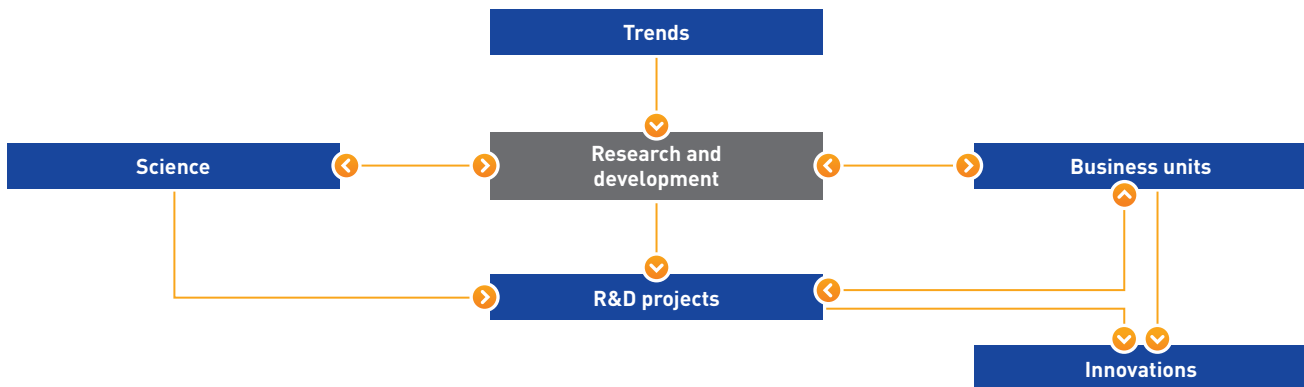 Trends
Science
Research and
development
Business units
R&D projects
Innovations